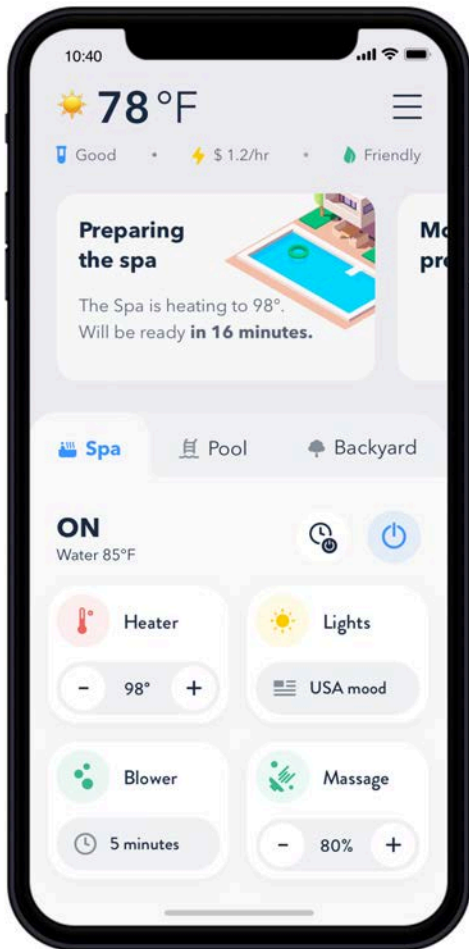 10:40
78°F
Good • $ 1.2/hr • Friendly
Preparing
the spa
The Spa is heating to 98°.
Will be ready in 16 minutes.
Spa Pool Backyard
ON
Water 85°F
Heater
- 98° +
Lights
USA mood
Blower
5 minutes
Massage
- 80% +